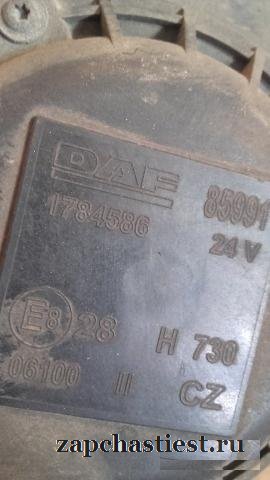 DAF 85991
1784586 24 V
E8 28 H 730
06100 II CZ
zapchastiest.ru